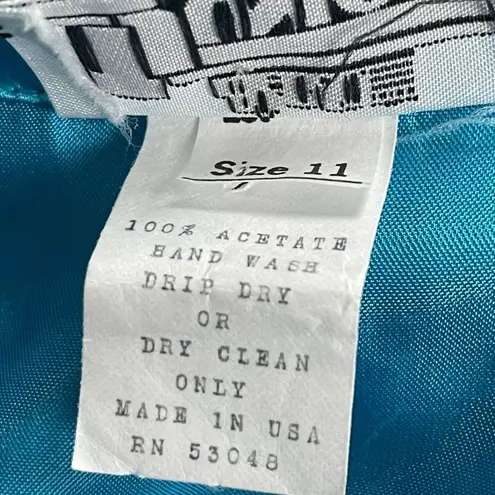 Size 11
100% ACETATE
HAND WASH
DRIP DRY
OR
DRY CLEAN
ONLY
MADE IN USA
RN 53048